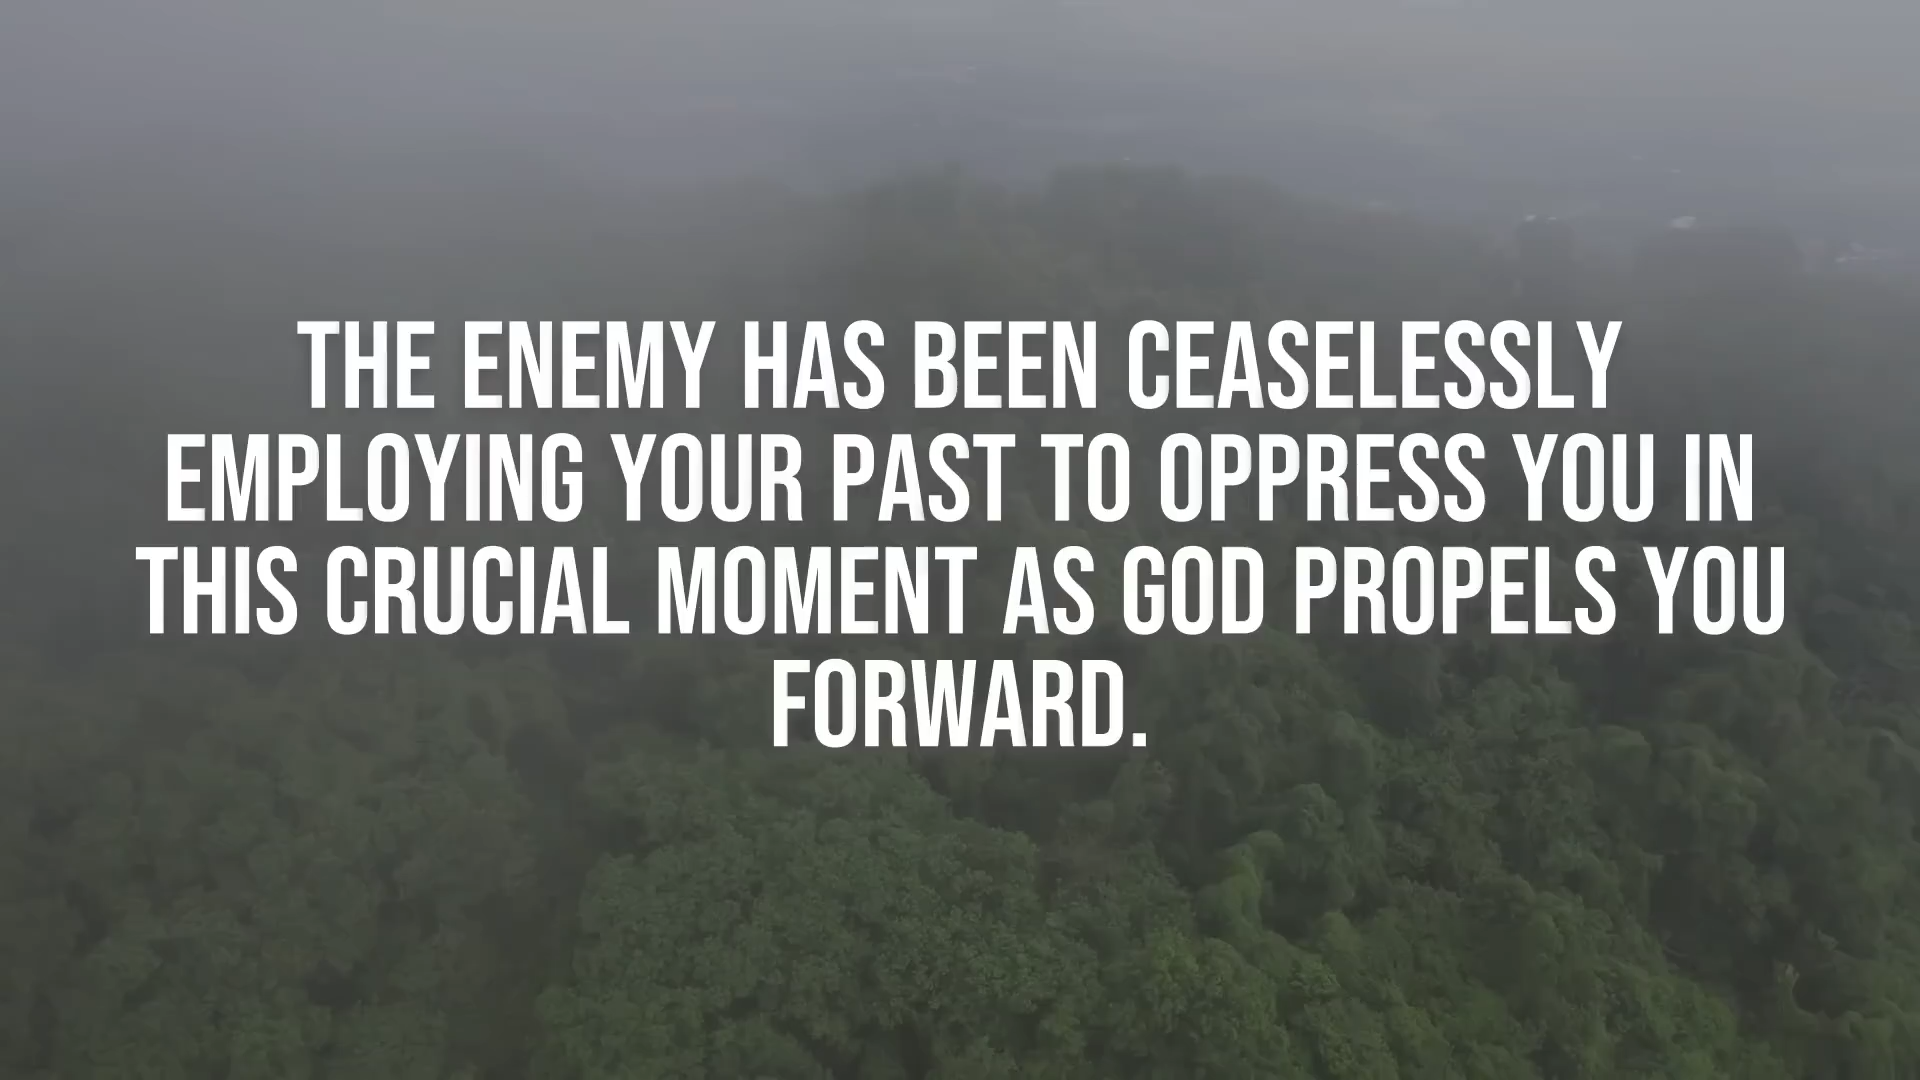 THE ENEMY HAS BEEN CEASELESSLY
EMPLOYING YOUR PAST TO OPPRESS YOU IN
THIS CRUCIAL MOMENT AS GOD PROPELS YOU
FORWARD.